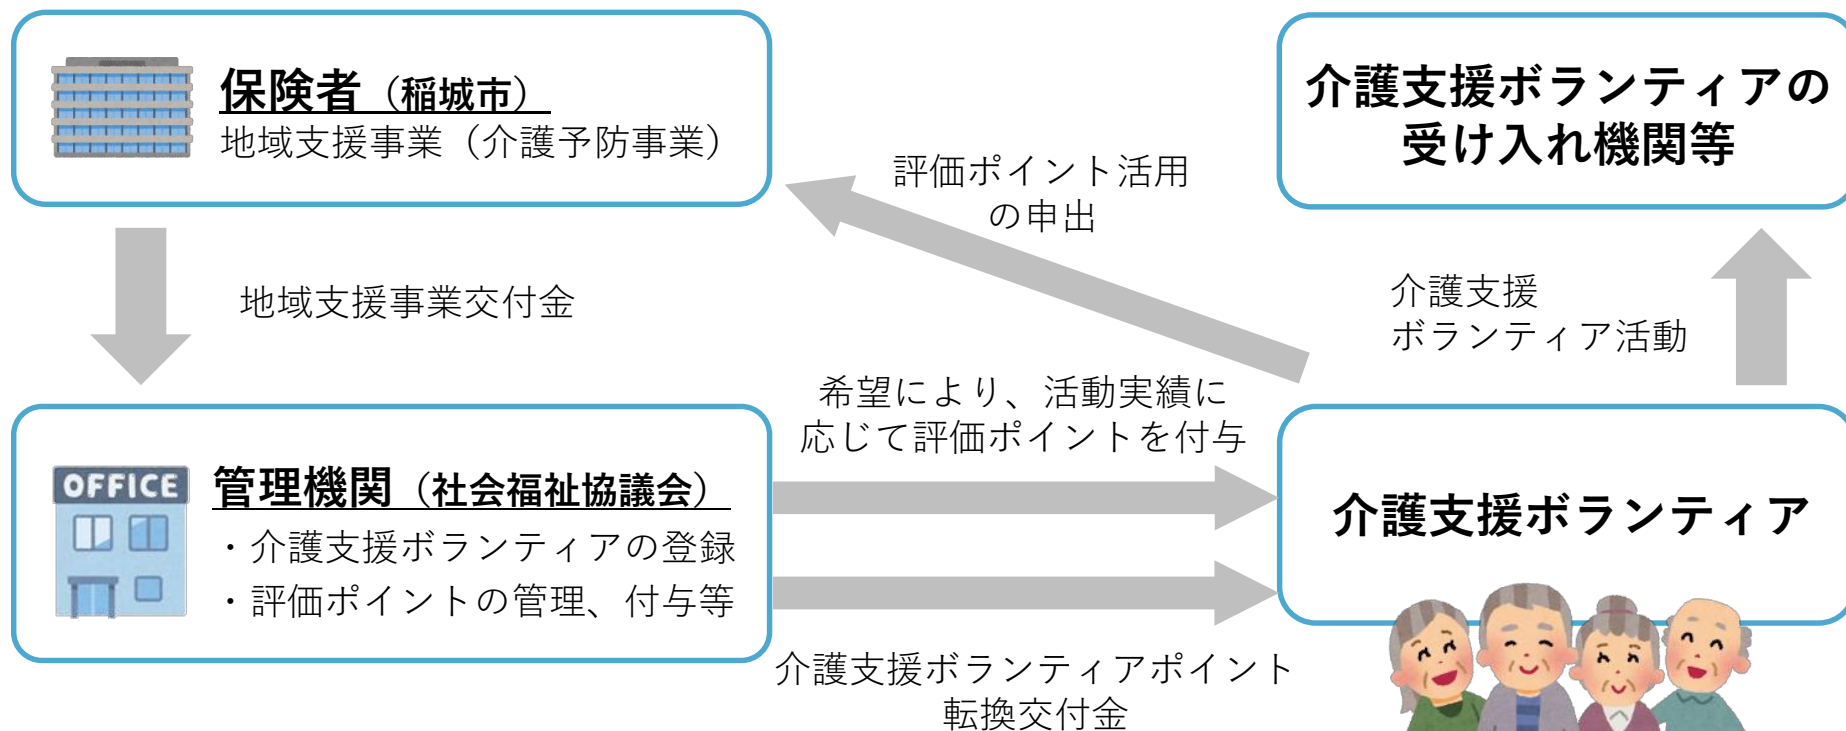 保険者（稲城市）
地域支援事業（介護予防事業）
介護支援ボランティアの
受け入れ機関等
評価ポイント活用
の申出
地域支援事業交付金
介護支援
ボランティア活動
希望により、活動実績に
応じて評価ポイントを付与
OFFICE
管理機関（社会福祉協議会）
・介護支援ボランティアの登録
・評価ポイントの管理、付与等
介護支援ボランティア
介護支援ボランティアポイント
転換交付金